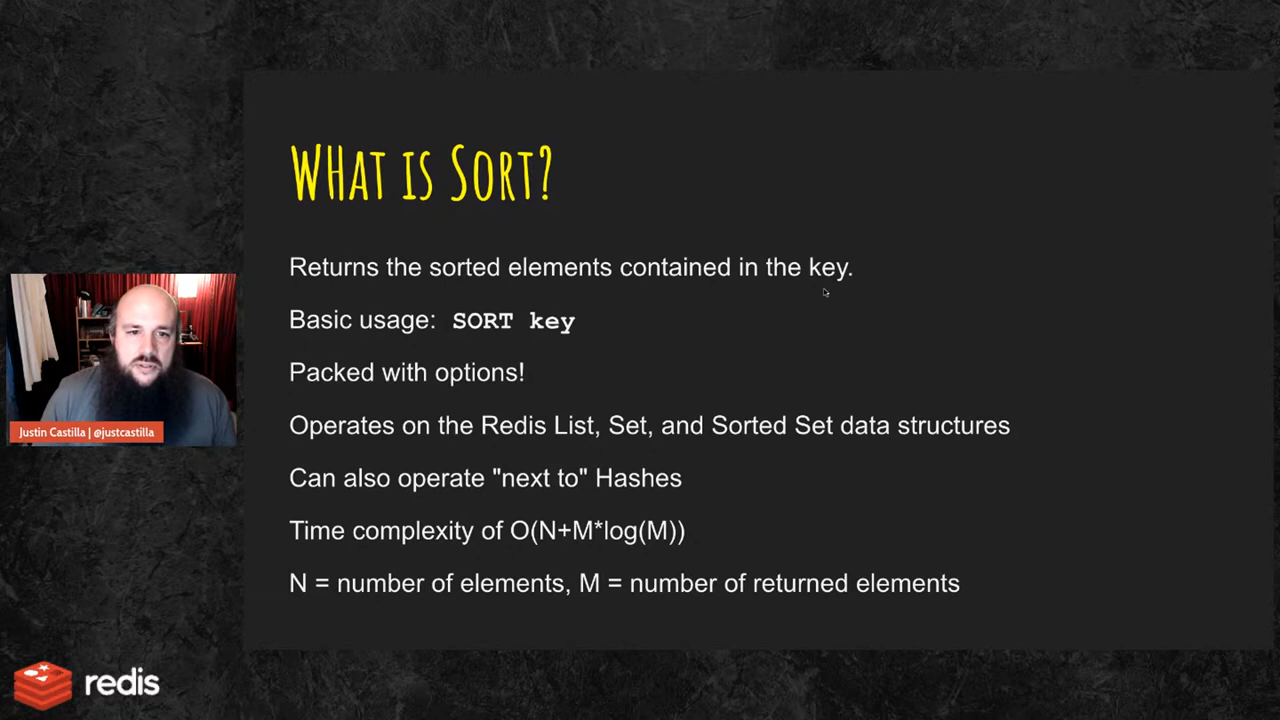 WHAT IS SORT?
Returns the sorted elements contained in the key.
Basic usage: SORT key
Packed with options!
Operates on the Redis List, Set, and Sorted Set data structures
Can also operate "next to" Hashes
Time complexity of O(N+M*log(M))
N = number of elements, M = number of returned elements
Justin Castilla | @justcastilla
redis